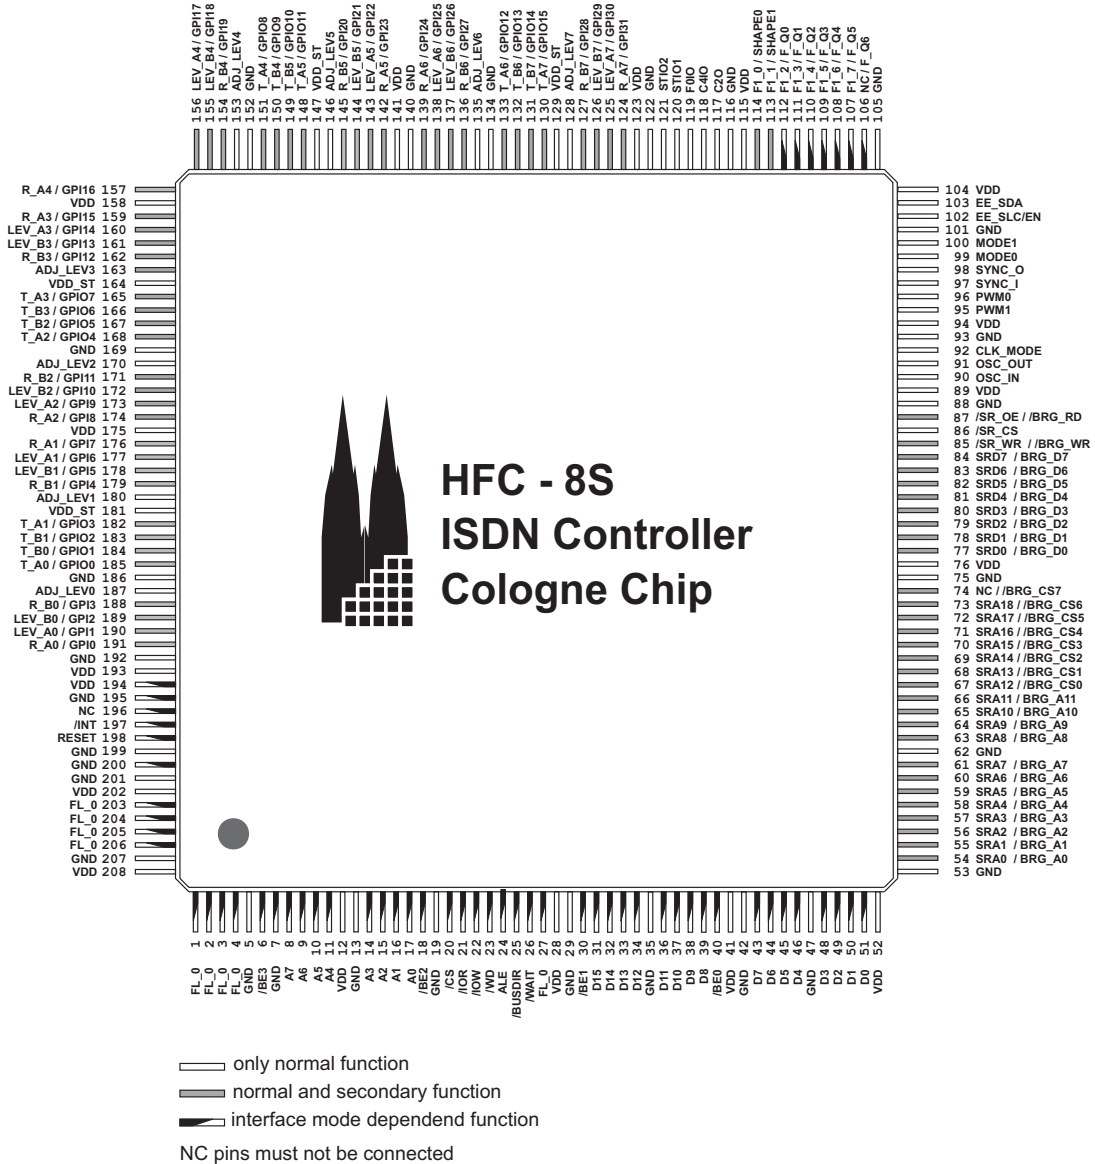 156 LEV_A4 / GPI17
155 LEV_B4 / GPI18
154 R_B4 / GPI19
153 ADJ_LEV4
152 GND
151 T_A4 / GPIO8
150 T_B4 / GPIO9
149 T_B5 / GPIO10
148 T_A5 / GPIO11
147 VDD_ST
146 ADJ_LEV5
145 R_B5 / GPI20
144 LEV_B5 / GPI21
143 LEV_A5 / GPI22
142 R_A5 / GPI23
141 VDD
140 GND
139 R_A6 / GPI24
138 LEV_A6 / GPI25
137 LEV_B6 / GPI26
136 R_B6 / GPI27
135 ADJ_LEV6
134 GND
133 T_A6 / GPIO12
132 T_B6 / GPIO13
131 T_B7 / GPIO14
130 T_A7 / GPIO15
129 VDD_ST
128 ADJ_LEV7
127 R_B7 / GPI28
126 LEV_B7 / GPI29
125 LEV_A7 / GPI30
124 R_A7 / GPI31
123 VDD
122 GND
121 STIO2
120 STIO1
119 F0IO
118 C4IO
117 C2O
116 GND
115 VDD
114 F1_0 / SHAPE0
113 F1_1 / SHAPE1
112 F1_2 / F_Q0
111 F1_3 / F_Q1
110 F1_4 / F_Q2
109 F1_5 / F_Q3
108 F1_6 / F_Q4
107 F1_7 / F_Q5
106 NC / F_Q6
105 GND
R_A4 / GPI16 157
VDD 158
R_A3 / GPI15 159
LEV_A3 / GPI14 160
LEV_B3 / GPI13 161
R_B3 / GPI12 162
ADJ_LEV3 163
VDD_ST 164
T_A3 / GPIO7 165
T_B3 / GPIO6 166
T_B2 / GPIO5 167
T_A2 / GPIO4 168
GND 169
ADJ_LEV2 170
R_B2 / GPI11 171
LEV_B2 / GPI10 172
LEV_A2 / GPI9 173
R_A2 / GPI8 174
VDD 175
R_A1 / GPI7 176
LEV_A1 / GPI6 177
LEV_B1 / GPI5 178
R_B1 / GPI4 179
ADJ_LEV1 180
VDD_ST 181
T_A1 / GPIO3 182
T_B1 / GPIO2 183
T_B0 / GPIO1 184
T_A0 / GPIO0 185
GND 186
ADJ_LEV0 187
R_B0 / GPI3 188
LEV_B0 / GPI2 189
LEV_A0 / GPI1 190
R_A0 / GPI0 191
GND 192
VDD 193
VDD 194
GND 195
NC 196
/INT 197
RESET 198
GND 199
GND 200
GND 201
VDD 202
FL_0 203
FL_0 204
FL_0 205
FL_0 206
GND 207
VDD 208
HFC - 8S
ISDN Controller
Cologne Chip
104 VDD
103 EE_SDA
102 EE_SLC/EN
101 GND
100 MODE1
99 MODE0
98 SYNC_O
97 SYNC_I
96 PWM0
95 PWM1
94 VDD
93 GND
92 CLK_MODE
91 OSC_OUT
90 OSC_IN
89 VDD
88 GND
87 /SR_OE / /BRG_RD
86 /SR_CS
85 /SR_WR / /BRG_WR
84 SRD7 / BRG_D7
83 SRD6 / BRG_D6
82 SRD5 / BRG_D5
81 SRD4 / BRG_D4
80 SRD3 / BRG_D3
79 SRD2 / BRG_D2
78 SRD1 / BRG_D1
77 SRD0 / BRG_D0
76 VDD
75 GND
74 NC / /BRG_CS7
73 SRA18 / /BRG_CS6
72 SRA17 / /BRG_CS5
71 SRA16 / /BRG_CS4
70 SRA15 / /BRG_CS3
69 SRA14 / /BRG_CS2
68 SRA13 / /BRG_CS1
67 SRA12 / /BRG_CS0
66 SRA11 / BRG_A11
65 SRA10 / BRG_A10
64 SRA9 / BRG_A9
63 SRA8 / BRG_A8
62 GND
61 SRA7 / BRG_A7
60 SRA6 / BRG_A6
59 SRA5 / BRG_A5
58 SRA4 / BRG_A4
57 SRA3 / BRG_A3
56 SRA2 / BRG_A2
55 SRA1 / BRG_A1
54 SRA0 / BRG_A0
53 GND
FL_0 1
FL_0 2
FL_0 3
FL_0 4
GND 5
/BE3 6
GND 7
A7 8
A6 9
A5 10
A4 11
VDD 12
GND 13
A3 14
A2 15
A1 16
A0 17
/BE2 18
GND 19
/CS 20
/IOR 21
/IOW 22
/WD 23
ALE 24
/BUSDIR 25
/WAIT 26
FL_0 27
VDD 28
GND 29
/BE1 30
D15 31
D14 32
D13 33
D12 34
GND 35
D11 36
D10 37
D9 38
D8 39
/BE0 40
VDD 41
GND 42
D7 43
D6 44
D5 45
D4 46
GND 47
D3 48
D2 49
D1 50
D0 51
VDD 52
only normal function
normal and secondary function
interface mode dependend function
NC pins must not be connected